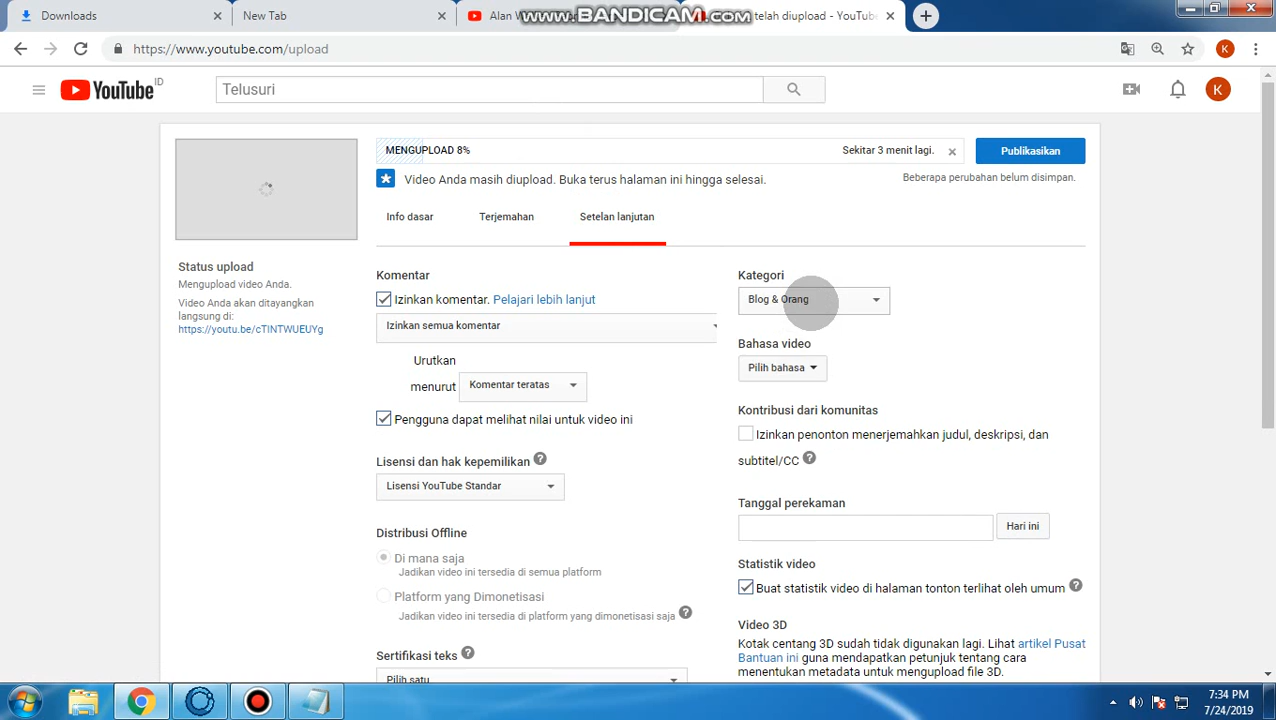 Downloads
New Tab
Alan W
www.BANDICAM.com
telah diupload - YouTube
https://www.youtube.com/upload
K
YouTube ID
Telusuri
K
MENGUPLOAD 8%
Sekitar 3 menit lagi.
Publikasikan
Video Anda masih diupload. Buka terus halaman ini hingga selesai.
Beberapa perubahan belum disimpan.
Info dasar
Terjemahan
Setelan lanjutan
Status upload
Mengupload video Anda.
Video Anda akan ditayangkan
langsung di:
https://youtu.be/cTINTWUEUYg
Komentar
Izinkan komentar. Pelajari lebih lanjut
Izinkan semua komentar
Urutkan
menurut
Komentar teratas
Pengguna dapat melihat nilai untuk video ini
Lisensi dan hak kepemilikan ?
Lisensi YouTube Standar
Distribusi Offline
Di mana saja
Jadikan video ini tersedia di semua platform
Platform yang Dimonetisasi
Jadikan video ini tersedia di platform yang dimonetisasi saja ?
Sertifikasi teks ?
Pilih satu
Kategori
Blog & Orang
Bahasa video
Pilih bahasa
Kontribusi dari komunitas
Izinkan penonton menerjemahkan judul, deskripsi, dan
subtitel/CC ?
Tanggal perekaman
Hari ini
Statistik video
Buat statistik video di halaman tonton terlihat oleh umum ?
Video 3D
Kotak centang 3D sudah tidak digunakan lagi. Lihat artikel Pusat
Bantuan ini guna mendapatkan petunjuk tentang cara
menentukan metadata untuk mengupload file 3D.
7:34 PM
7/24/2019